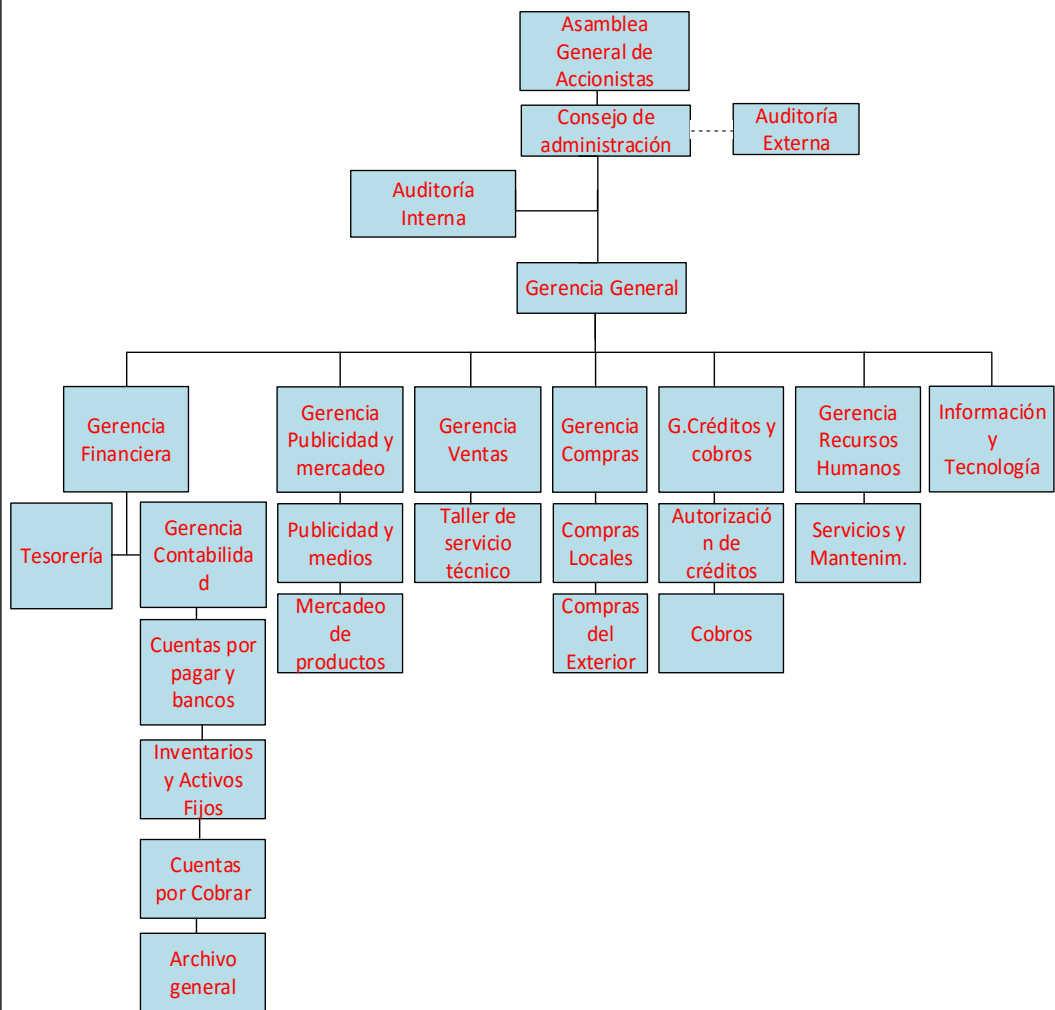 Asamblea
General de
Accionistas
Consejo de
administración
Auditoría
Externa
Auditoría
Interna
Gerencia General
Gerencia
Financiera
Gerencia
Publicidad y
mercadeo
Gerencia
Ventas
Gerencia
Compras
G.Créditos y
cobros
Gerencia
Recursos
Humanos
Información
y
Tecnología
Tesorería
Gerencia
Contabilida
d
Publicidad y
medios
Taller de
servicio
técnico
Compras
Locales
Autorizació
n de
créditos
Servicios y
Mantenim.
Mercadeo
de
productos
Compras
del
Exterior
Cobros
Cuentas por
pagar y
bancos
Inventarios
y Activos
Fijos
Cuentas
por Cobrar
Archivo
general